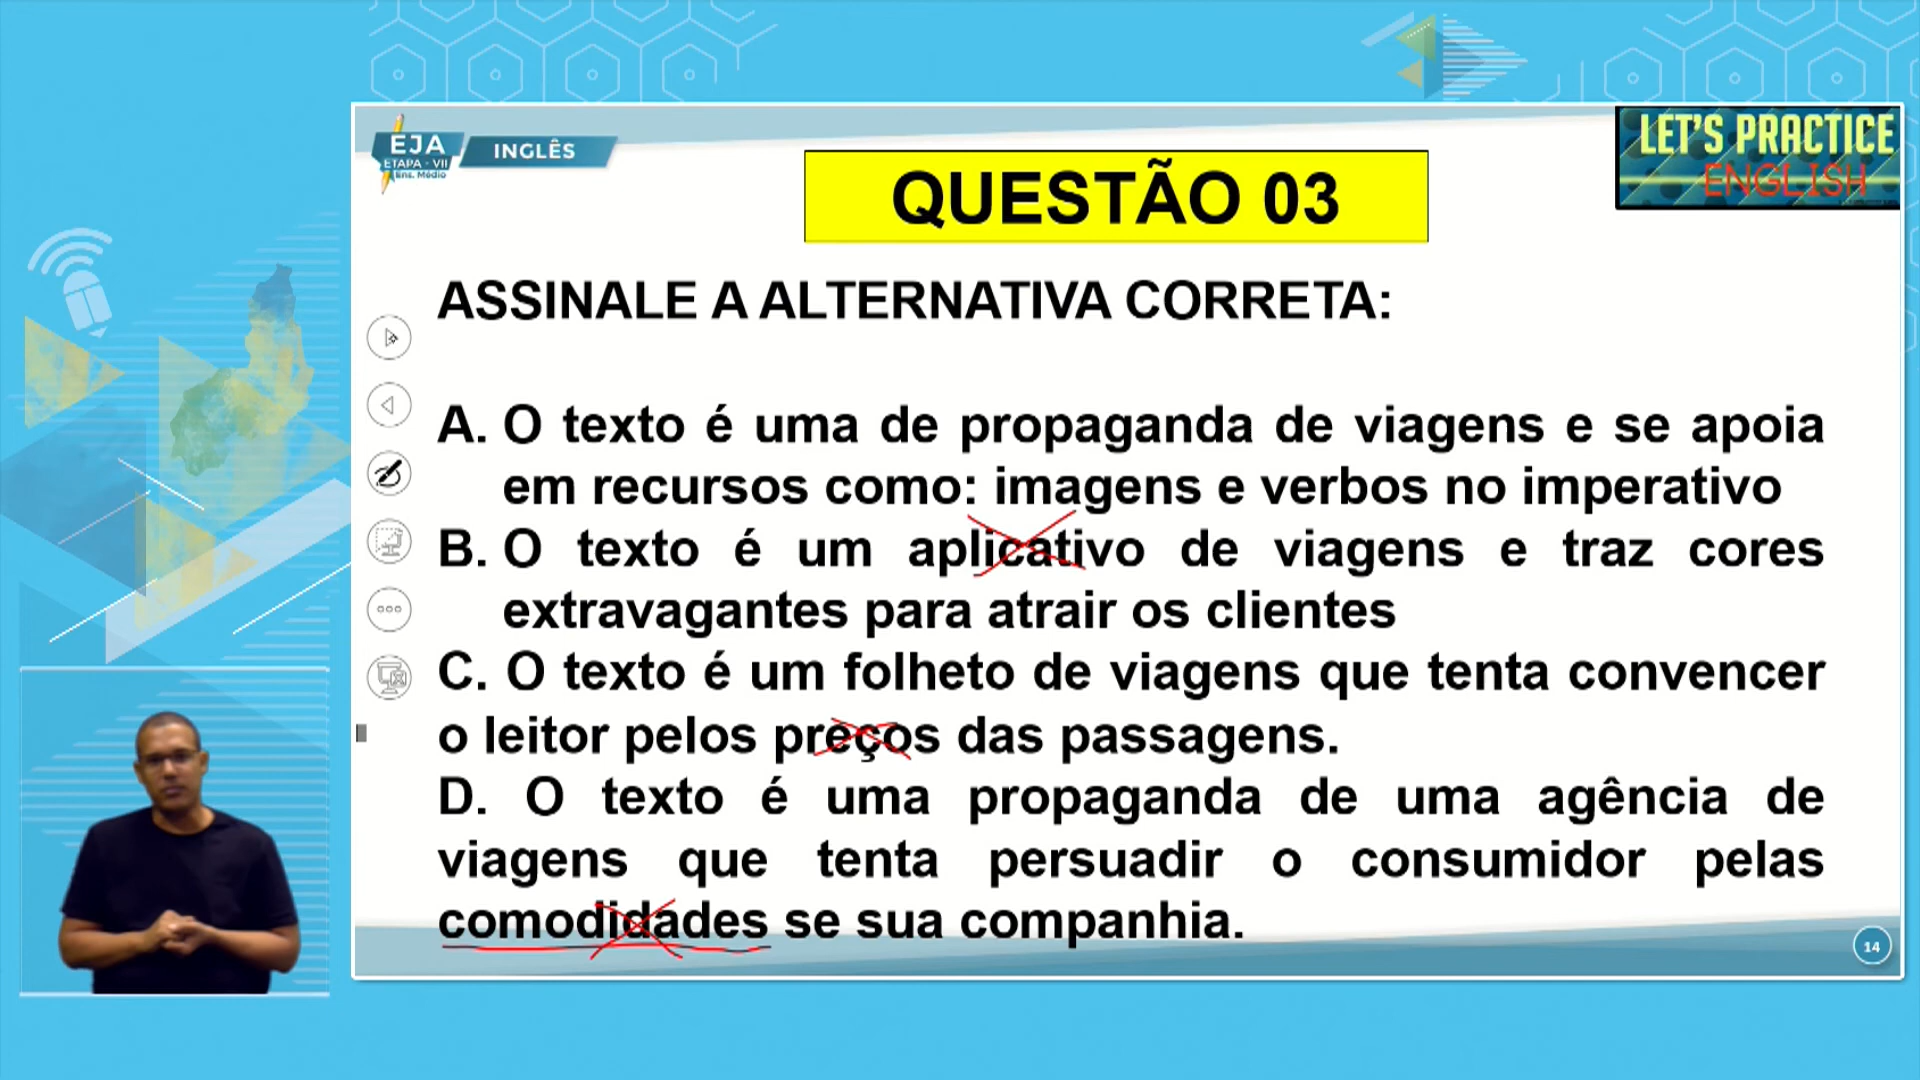 EJA
ETAPA - VII
Ens. Médio
INGLÊS
LET'S PRACTICE
ENGLISH
QUESTÃO 03
ASSINALE A ALTERNATIVA CORRETA:
A. O texto é uma de propaganda de viagens e se apoia
em recursos como: imagens e verbos no imperativo
B. O texto é um aplicativo de viagens e traz cores
extravagantes para atrair os clientes
C. O texto é um folheto de viagens que tenta convencer
o leitor pelos preços das passagens.
D. O texto é uma propaganda de uma agência de
viagens que tenta persuadir o consumidor pelas
comodidades se sua companhia.
14